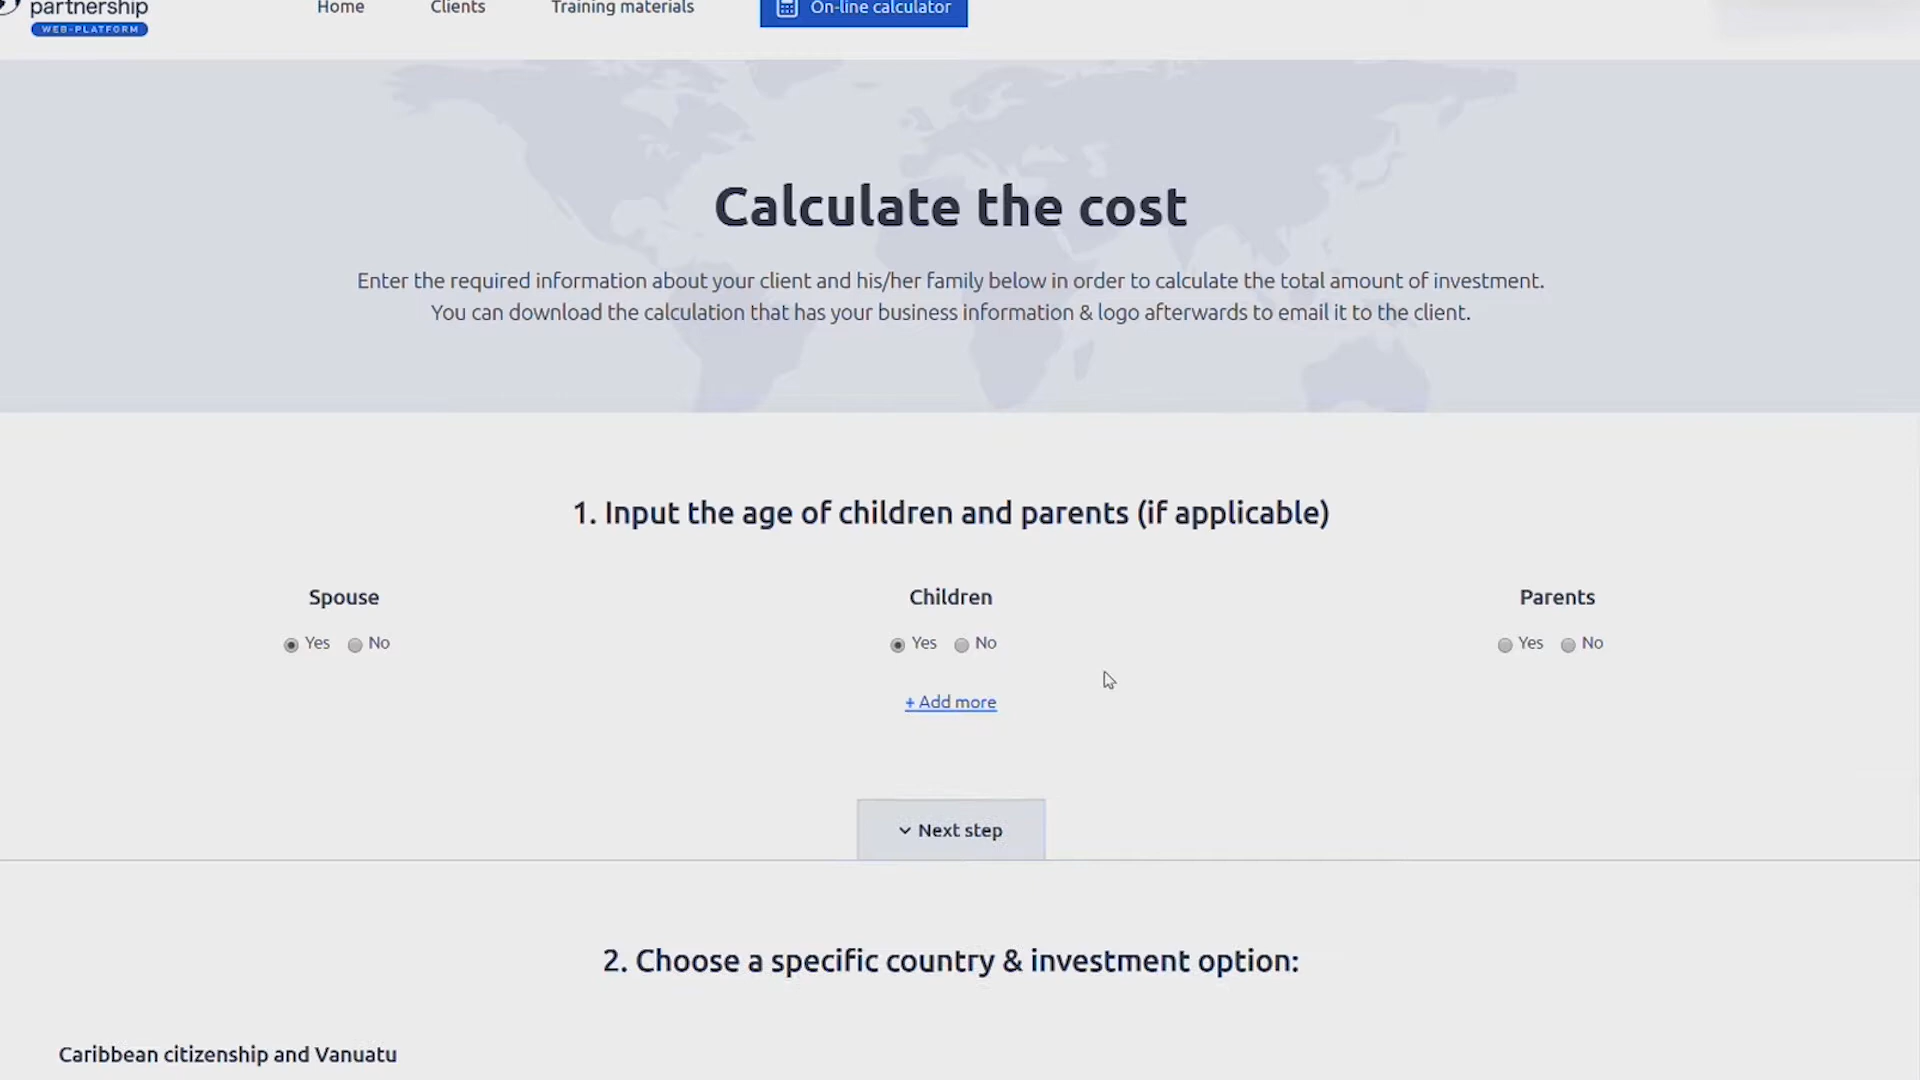 partnership
WEB-PLATFORM
Home
Clients
Training materials
On-line calculator
Calculate the cost
Enter the required information about your client and his/her family below in order to calculate the total amount of investment.
You can download the calculation that has your business information & logo afterwards to email it to the client.
1. Input the age of children and parents (if applicable)
Spouse
Yes No
Children
Yes No
+ Add more
Parents
Yes No
Next step
2. Choose a specific country & investment option:
Caribbean citizenship and Vanuatu